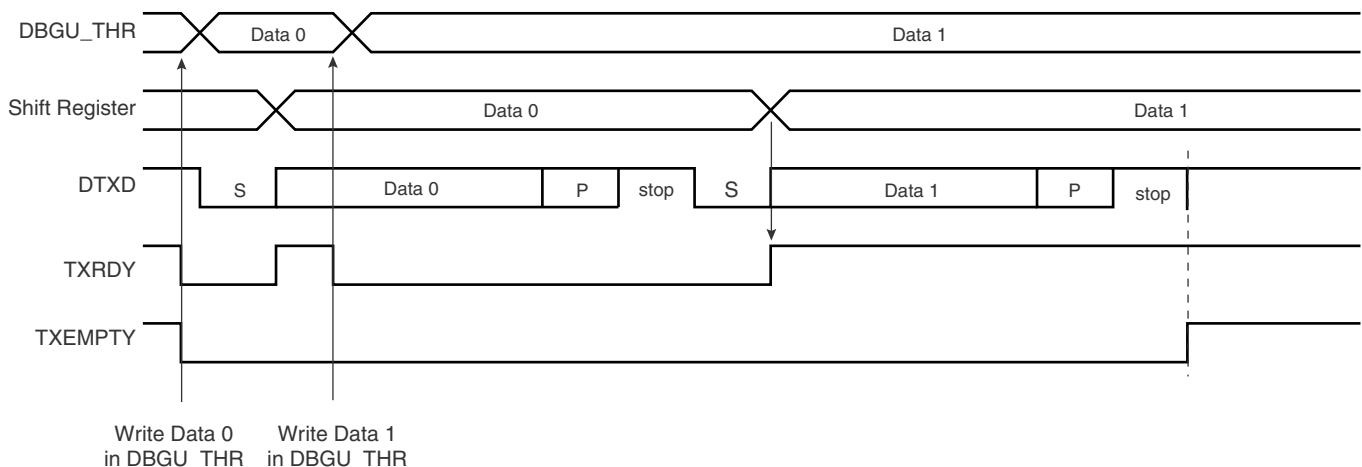 DBGU_THR
Data 0
Data 1
Shift Register
Data 0
Data 1
DTXD
S
Data 0
P
stop
S
Data 1
P
stop
TXRDY
TXEMPTY
Write Data 0
in DBGU_THR
Write Data 1
in DBGU_THR